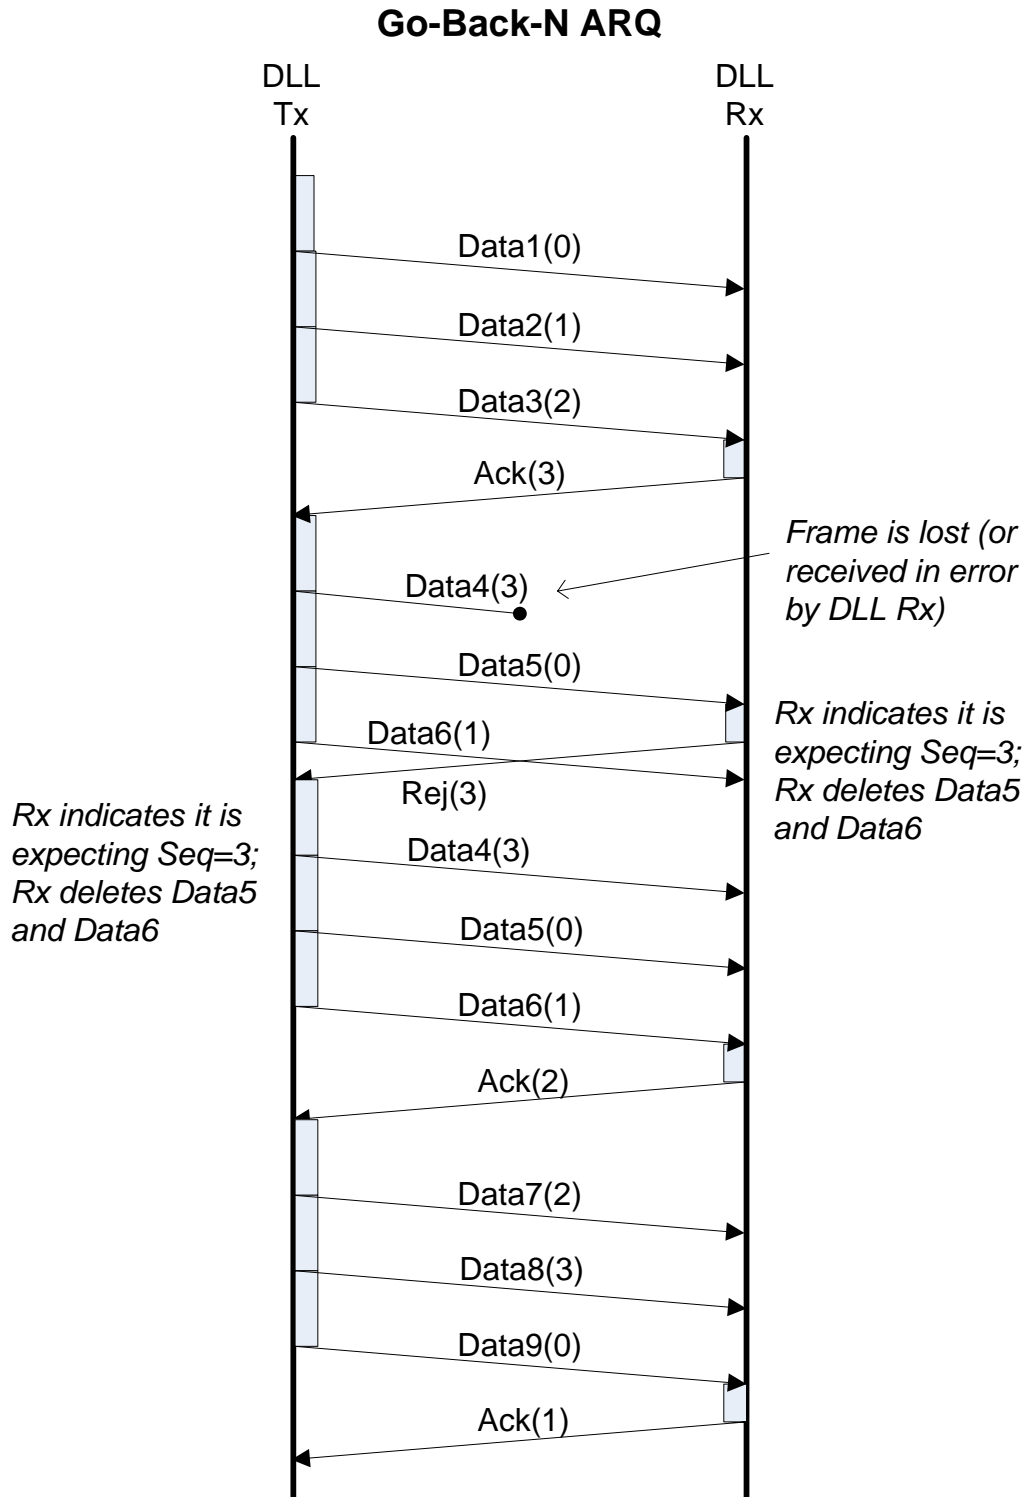 Go-Back-N ARQ
DLL
Tx
DLL
Rx
Data1(0)
Data2(1)
Data3(2)
Ack(3)
Frame is lost (or
received in error
by DLL Rx)
Data4(3)
Data5(0)
Rx indicates it is
expecting Seq=3;
Rx deletes Data5
and Data6
Data6(1)
Rej(3)
Rx indicates it is
expecting Seq=3;
Rx deletes Data5
and Data6
Data4(3)
Data5(0)
Data6(1)
Ack(2)
Data7(2)
Data8(3)
Data9(0)
Ack(1)